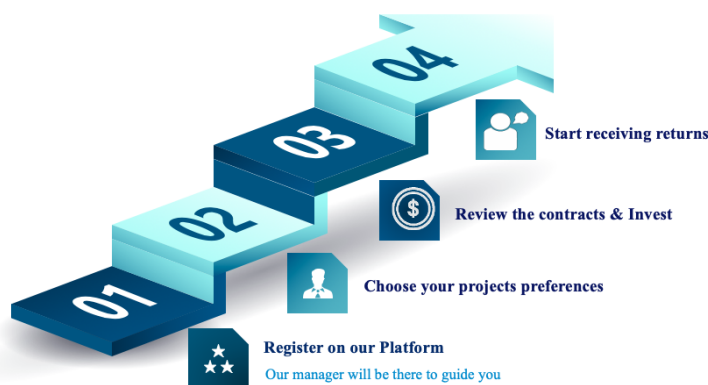 04
Start receiving returns
03
$
Review the contracts & Invest
02
Choose your projects preferences
01
Register on our Platform
Our manager will be there to guide you